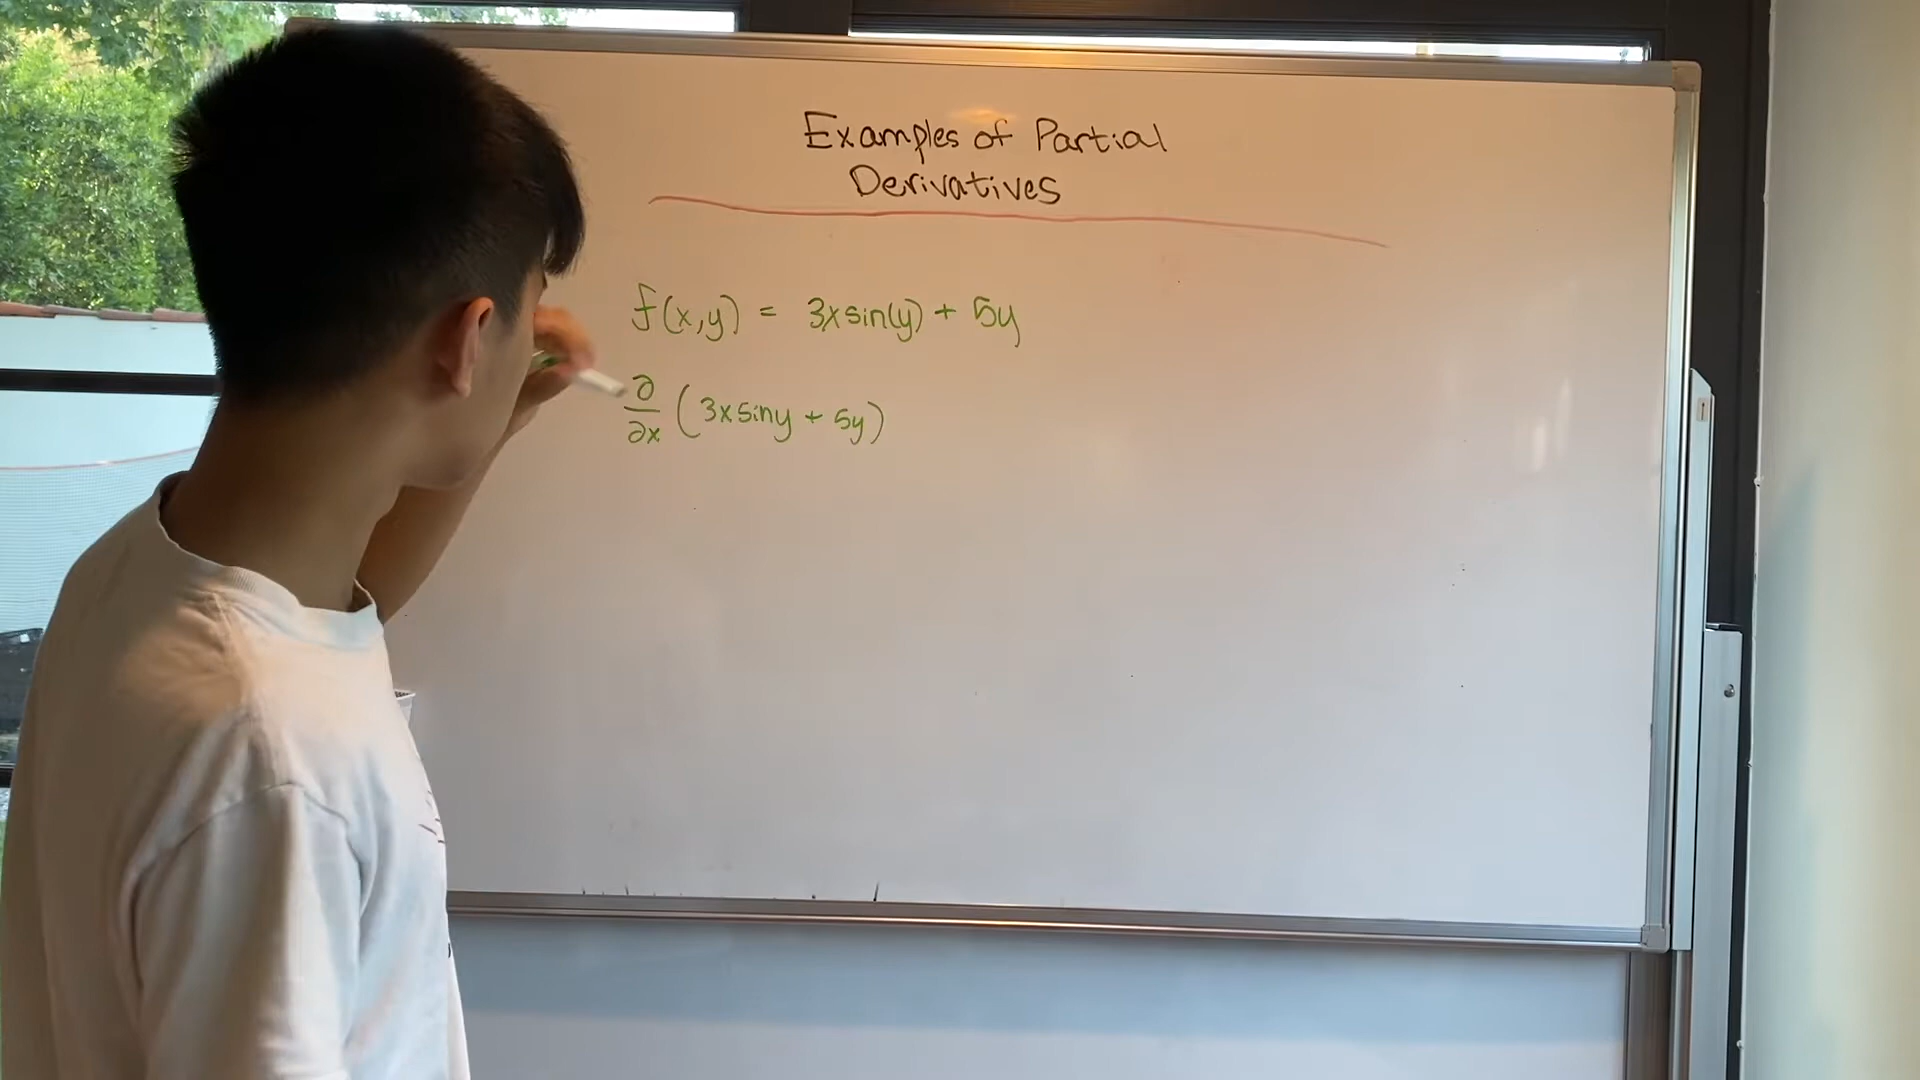 Examples of Partial
Derivatives
f(x,y) = 3x sin(y) + 5y
∂/∂x (3x siny + 5y)